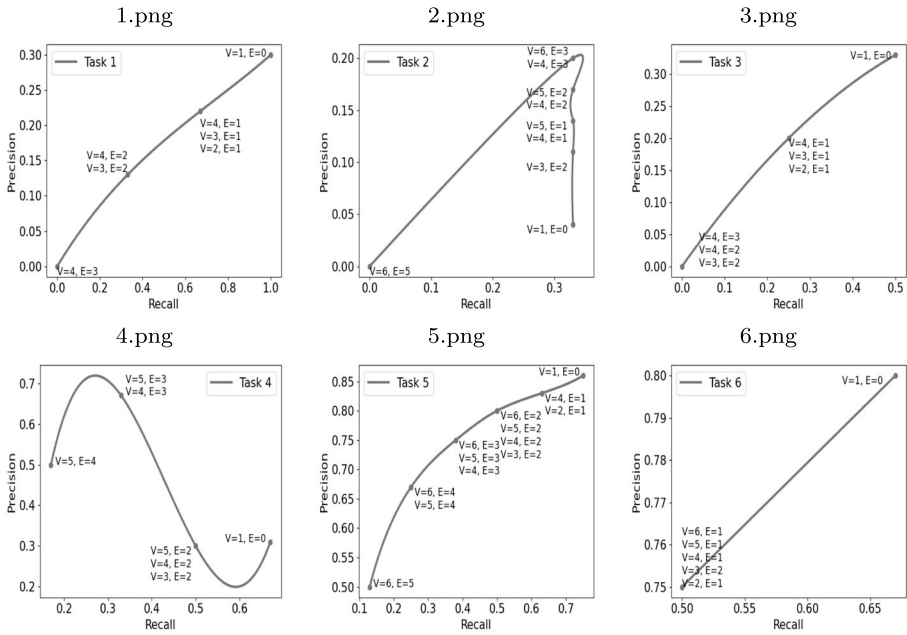 1.png
2.png
3.png
Task 1
V=1, E=0
V=4, E=1
V=3, E=1
V=2, E=1
V=4, E=2
V=3, E=2
V=4, E=3
0.30
0.25
0.20
0.15
0.10
0.05
0.00
Precision
0.0 0.2 0.4 0.6 0.8 1.0
Recall
Task 2
V=6, E=3
V=4, E=3
V=5, E=2
V=4, E=2
V=5, E=1
V=4, E=1
V=3, E=2
V=1, E=0
V=6, E=5
0.20
0.15
0.10
0.05
0.00
Precision
0.0 0.1 0.2 0.3
Recall
Task 3
V=1, E=0
V=4, E=1
V=3, E=1
V=2, E=1
V=4, E=3
V=4, E=2
V=3, E=2
0.30
0.25
0.20
0.15
0.10
0.05
0.00
Precision
0.0 0.1 0.2 0.3 0.4 0.5
Recall
4.png
5.png
6.png
Task 4
V=5, E=3
V=4, E=3
V=5, E=4
V=1, E=0
V=5, E=2
V=4, E=2
V=3, E=2
0.7
0.6
0.5
0.4
0.3
0.2
Precision
0.2 0.3 0.4 0.5 0.6
Recall
Task 5
V=1, E=0
V=4, E=1
V=2, E=1
V=6, E=2
V=5, E=2
V=4, E=2
V=3, E=2
V=6, E=3
V=5, E=3
V=4, E=3
V=6, E=4
V=5, E=4
V=6, E=5
0.85
0.80
0.75
0.70
0.65
0.60
0.55
0.50
Precision
0.1 0.2 0.3 0.4 0.5 0.6 0.7
Recall
Task 6
V=1, E=0
V=6, E=1
V=5, E=1
V=4, E=1
V=3, E=2
V=2, E=1
0.80
0.79
0.78
0.77
0.76
0.75
Precision
0.50 0.55 0.60 0.65
Recall